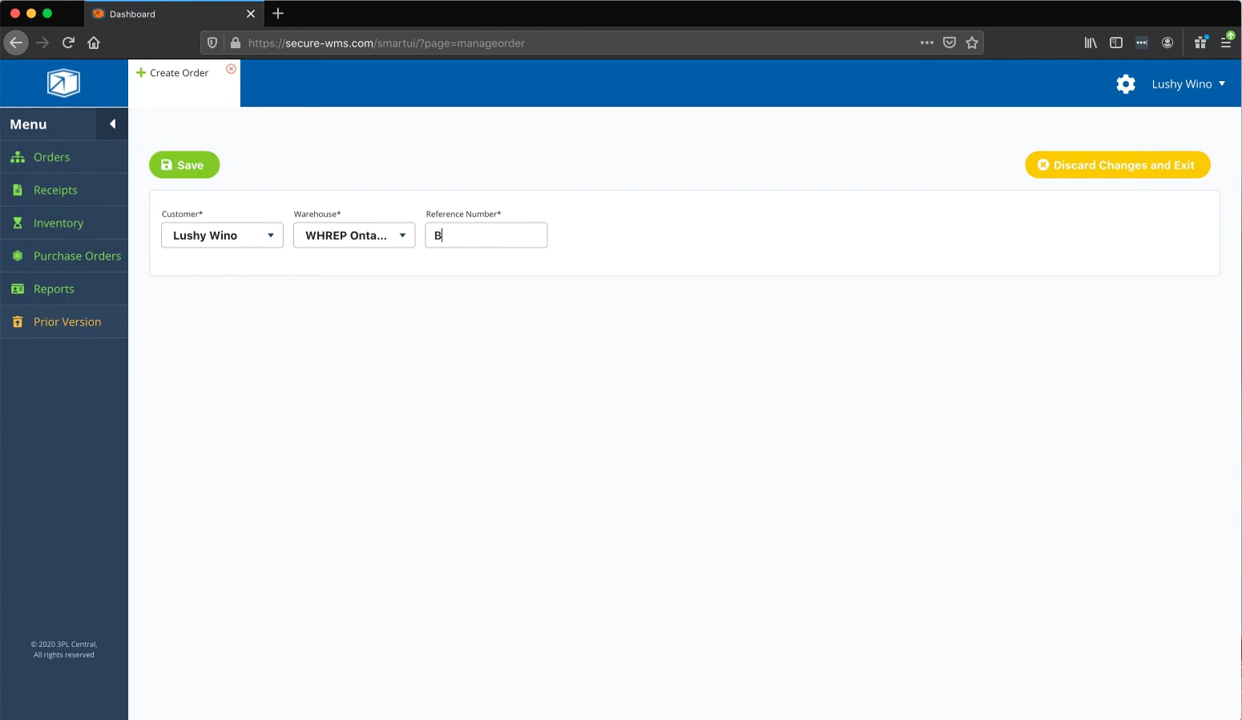 Dashboard
https://secure-wms.com/smartui/?page=manageorder
Create Order
Lushy Wino
Menu
Orders
Receipts
Inventory
Purchase Orders
Reports
Prior Version
Save
Discard Changes and Exit
Customer*
Warehouse*
Reference Number*
Lushy Wino
WHREP Onta...
B
© 2020 3PL Central,
All rights reserved